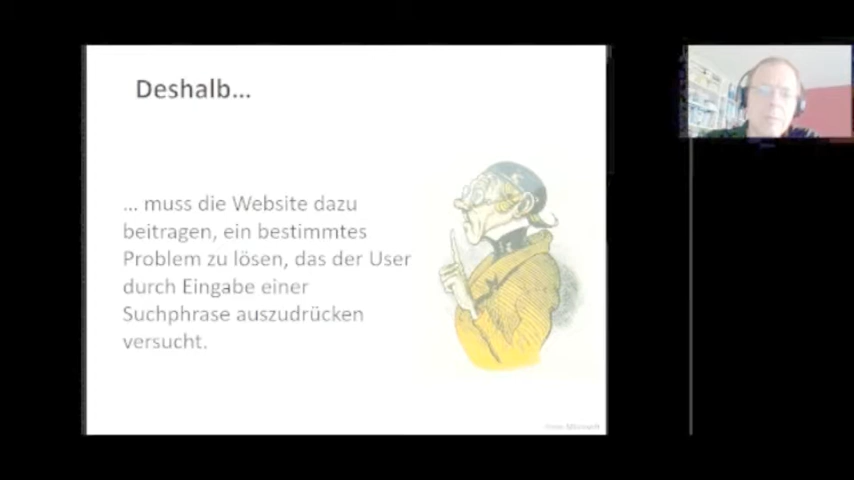 Deshalb...
... muss die Website dazu
beitragen, ein bestimmtes
Problem zu lösen, das der User
durch Eingabe einer
Suchphrase auszudrücken
versucht.